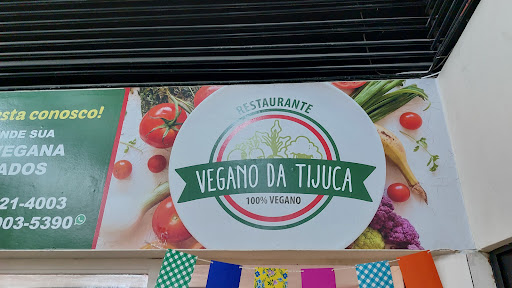 esta conosco!
NDE SUA
VEGANA
ADOS
21-4003
003-5390
RESTAURANTE
VEGANO DA TIJUCA
100% VEGANO